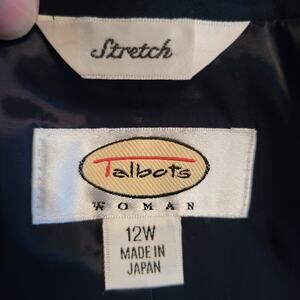 Stretch
Talbots
WOMAN
12W
MADE IN
JAPAN